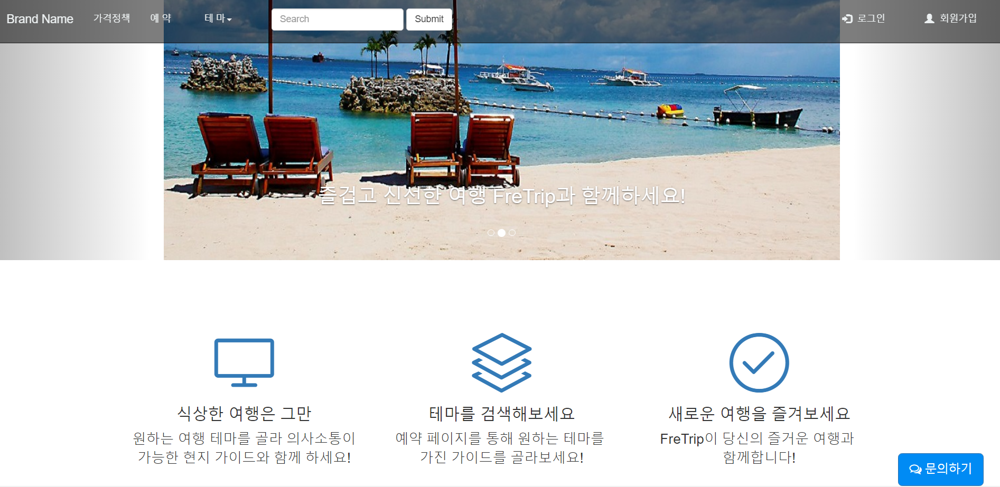 Brand Name 가격정책 예 약 테 마 Search Submit 로그인 회원가입
즐겁고 신선한 여행 FreTrip과 함께하세요!
식상한 여행은 그만
원하는 여행 테마를 골라 의사소통이
가능한 현지 가이드와 함께 하세요!
테마를 검색해보세요
예약 페이지를 통해 원하는 테마를
가진 가이드를 골라보세요!
새로운 여행을 즐겨보세요
FreTrip이 당신의 즐거운 여행과
함께합니다!
문의하기